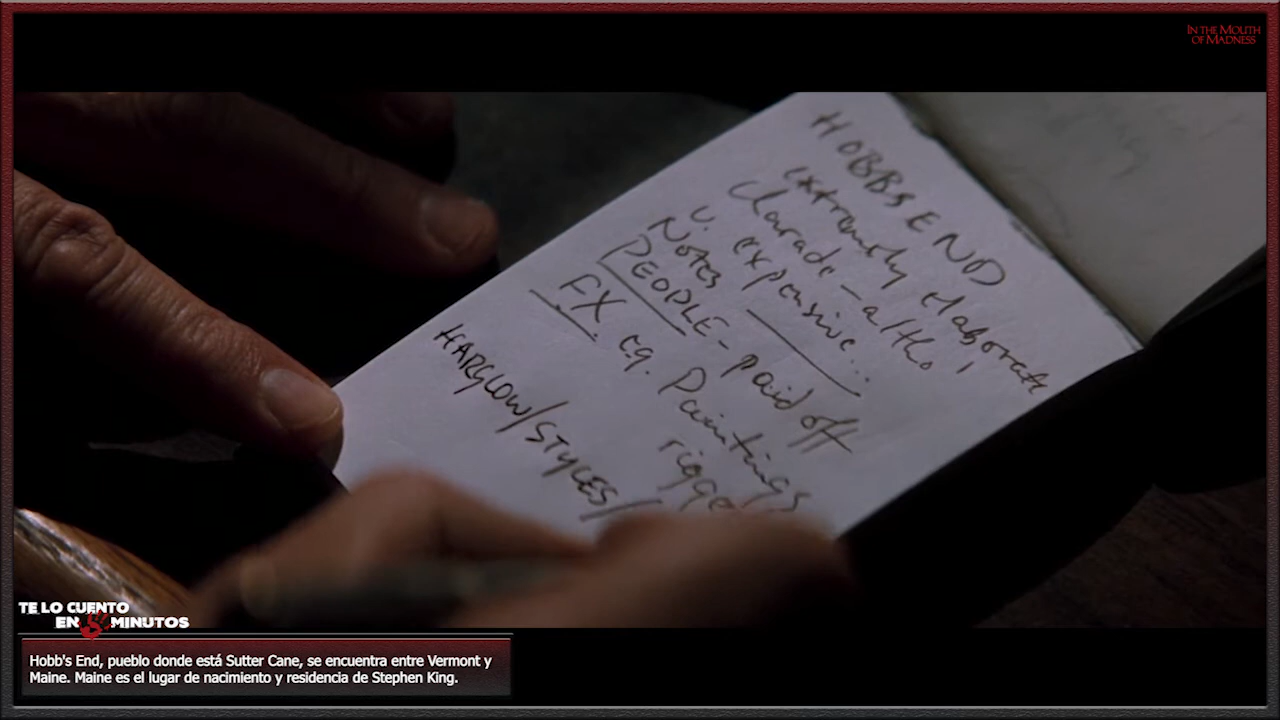 IN THE MOUTH
OF MADNESS
HOBBS END
extremely elaborate
charade – altho'
v. expensive...
Notes
PEOPLE – paid off
FX. e.g. Paintings
HARGLOW/STYLES/
TE LO CUENTO
EN 5 MINUTOS
Hobb's End, pueblo donde está Sutter Cane, se encuentra entre Vermont y
Maine. Maine es el lugar de nacimiento y residencia de Stephen King.